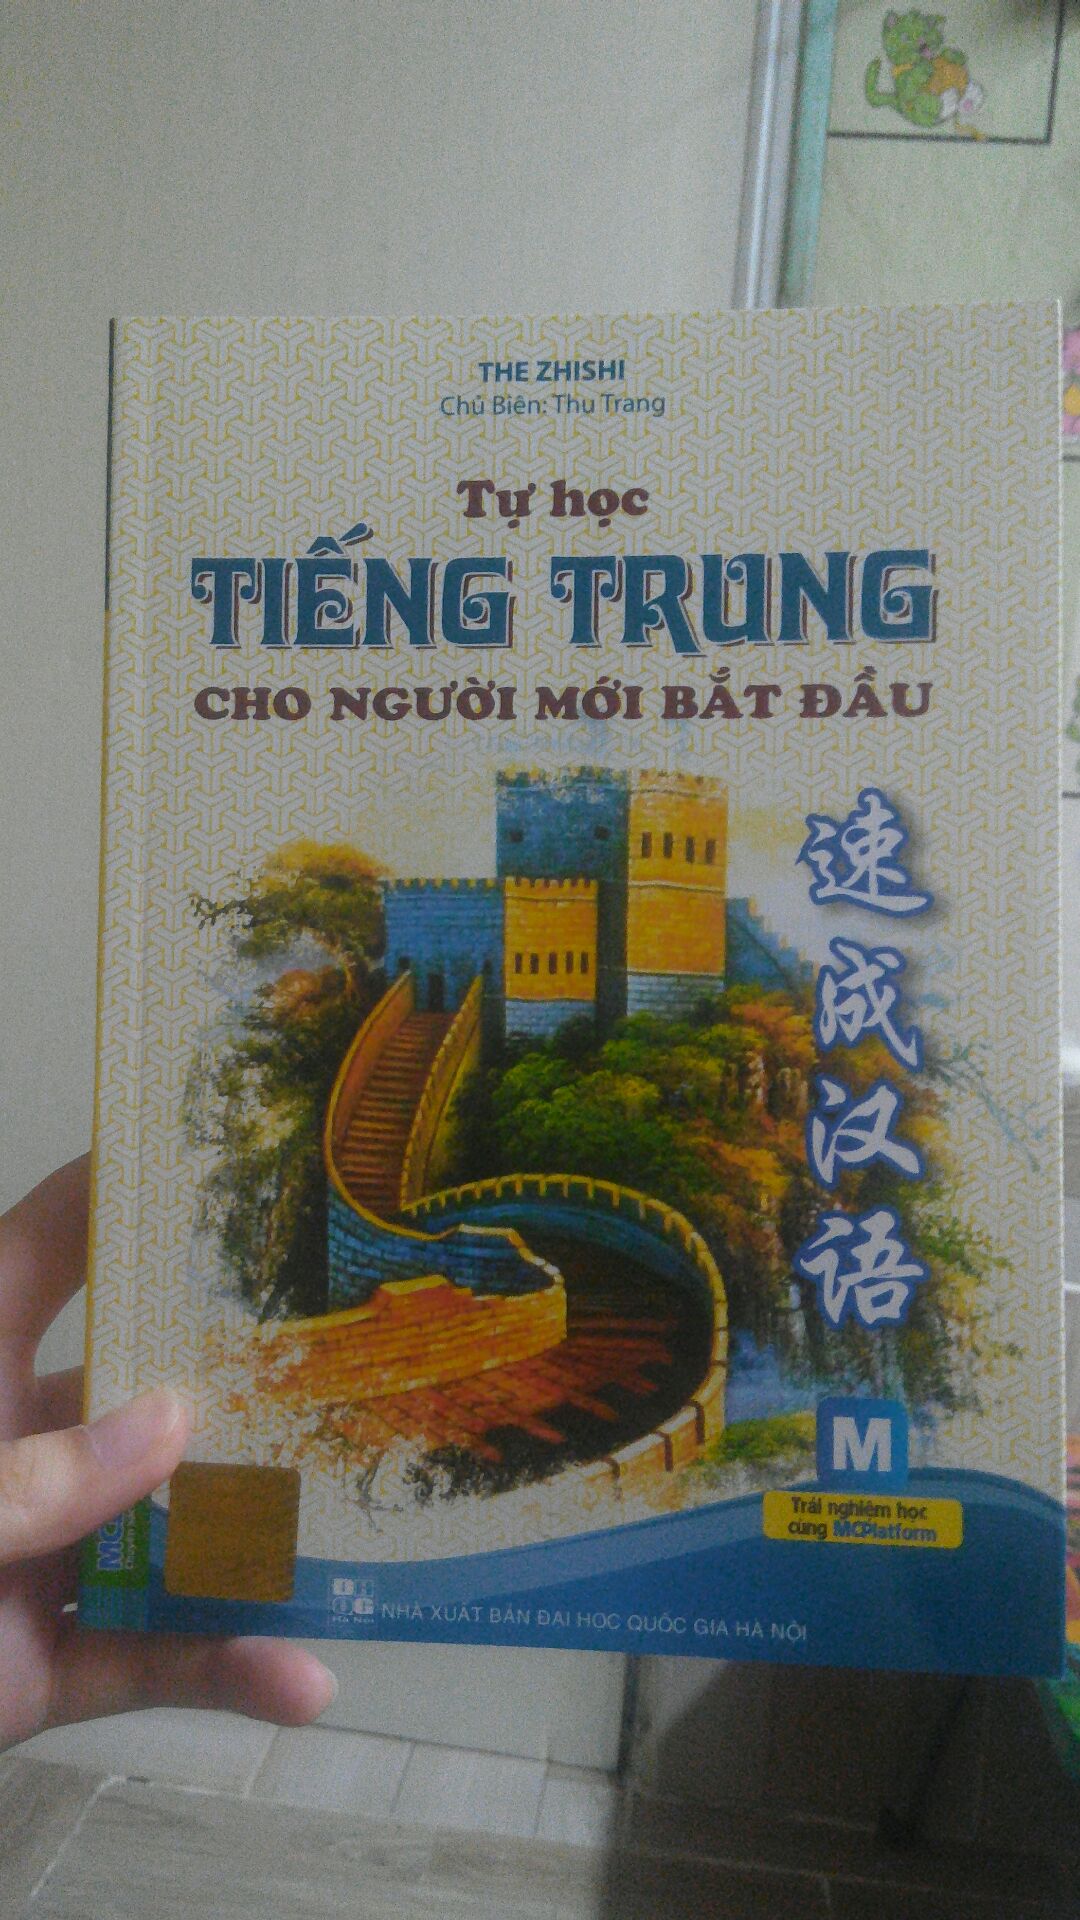 THE ZHISHI
Chủ Biên: Thu Trang
Tự học
TIẾNG TRUNG
CHO NGƯỜI MỚI BẮT ĐẦU
速成汉语
M
Trải nghiệm học
cùng MCPlatform
NHÀ XUẤT BẢN ĐẠI HỌC QUỐC GIA HÀ NỘI